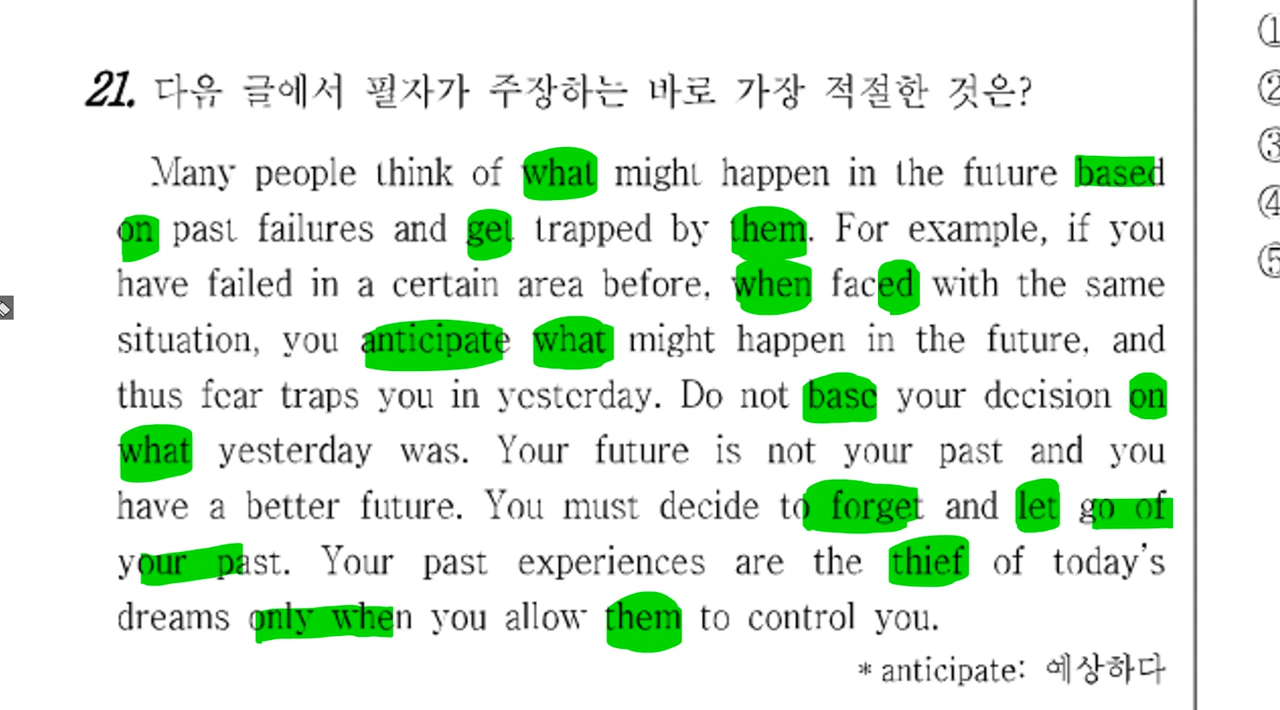 21. 다음 글에서 필자가 주장하는 바로 가장 적절한 것은?
①
Many people think of what might happen in the future based
②
on past failures and get trapped by them. For example, if you
③
have failed in a certain area before, when faced with the same
④
situation, you anticipate what might happen in the future, and
⑤
thus fear traps you in yesterday. Do not base your decision on
what yesterday was. Your future is not your past and you
have a better future. You must decide to forget and let go of
your past. Your past experiences are the thief of today's
dreams only when you allow them to control you.
* anticipate: 예상하다